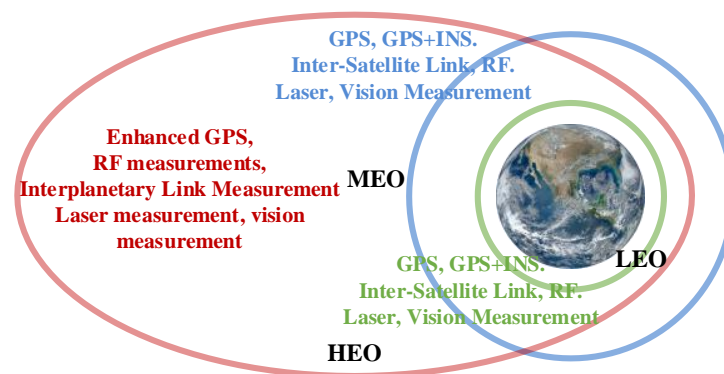 GPS, GPS+INS.
Inter-Satellite Link, RF.
Laser, Vision Measurement
Enhanced GPS,
RF measurements,
Interplanetary Link Measurement
Laser measurement, vision
measurement
MEO
LEO
GPS, GPS+INS.
Inter-Satellite Link, RF.
Laser, Vision Measurement
HEO